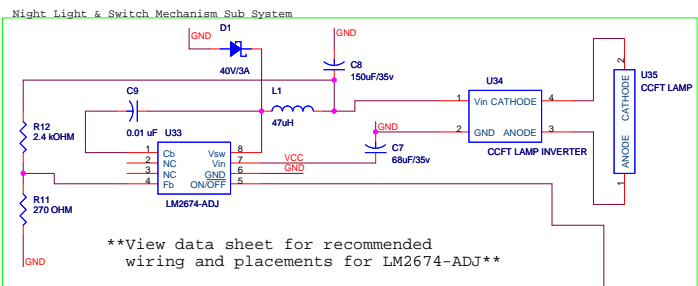 Night Light & Switch Mechanism Sub System
D1
GND
40V/3A
GND
C8
150uF/35v
C9
0.01 uF
L1
47uH
U34
1 Vin CATHODE 4
2 GND ANODE 3
CCFT LAMP INVERTER
U35
CCFT LAMP
2
CATHODE
ANODE
1
R12
2.4 kOHM
U33
1 Cb Vsw 8
2 NC Vin 7
3 NC GND 6
4 Fb ON/OFF 5
LM2674-ADJ
VCC
GND
GND
C7
68uF/35v
R11
270 OHM
GND
**View data sheet for recommended
wiring and placements for LM2674-ADJ**